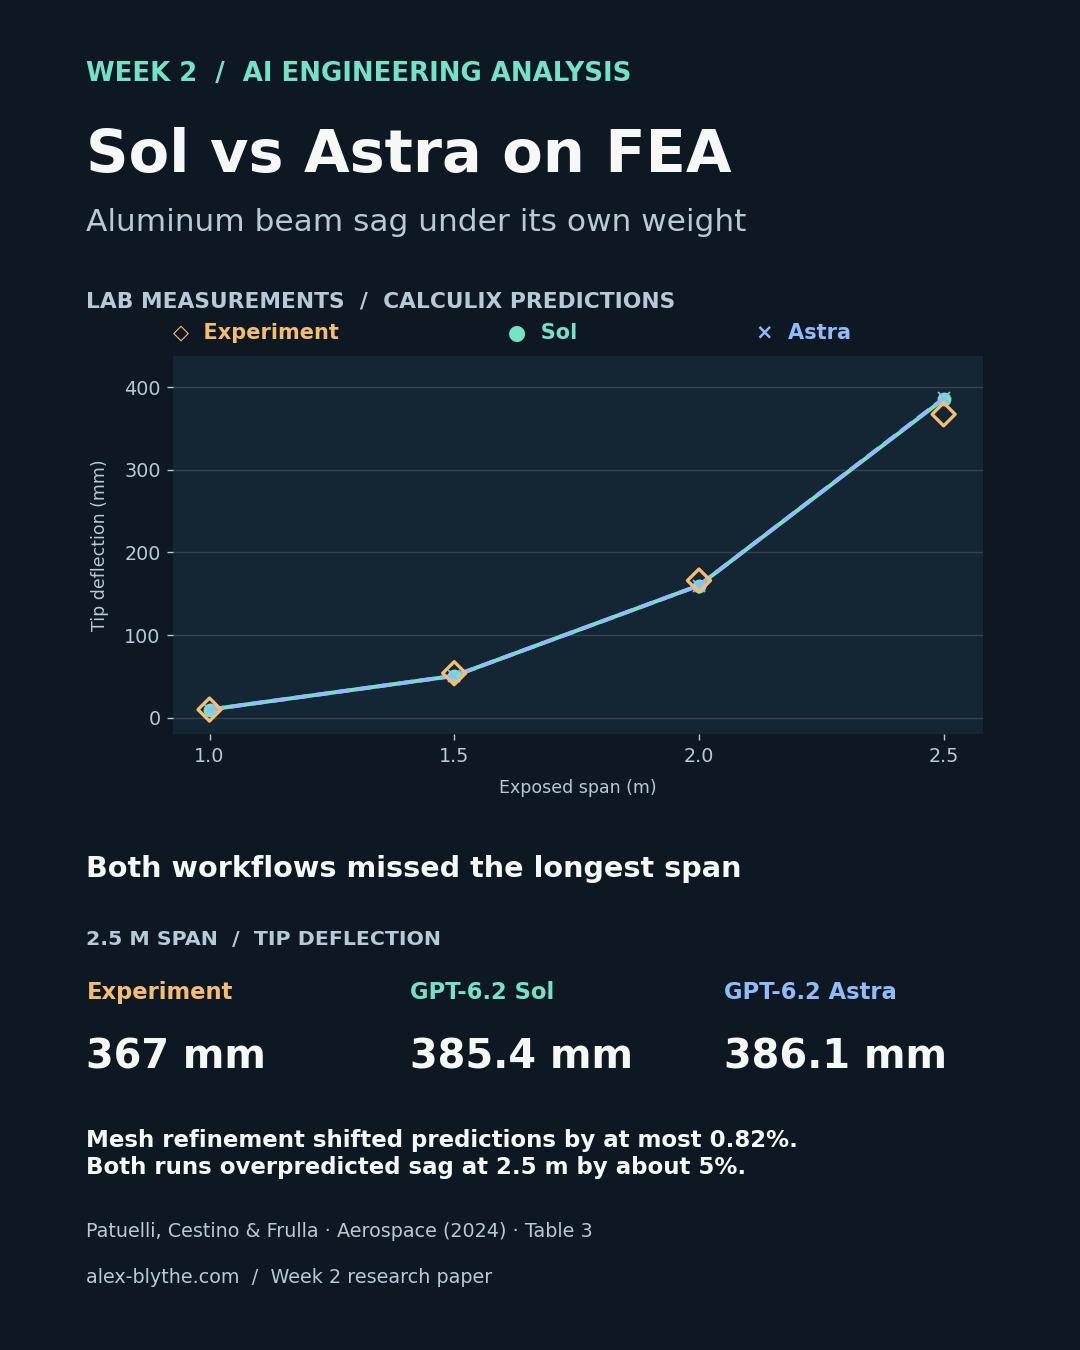 WEEK 2 / AI ENGINEERING ANALYSIS
Sol vs Astra on FEA
Aluminum beam sag under its own weight
LAB MEASUREMENTS / CALCULIX PREDICTIONS
◇ Experiment ● Sol × Astra
400
300
200
100
0
Tip deflection (mm)
1.0 1.5 2.0 2.5
Exposed span (m)
Both workflows missed the longest span
2.5 M SPAN / TIP DEFLECTION
Experiment GPT-6.2 Sol GPT-6.2 Astra
367 mm 385.4 mm 386.1 mm
Mesh refinement shifted predictions by at most 0.82%.
Both runs overpredicted sag at 2.5 m by about 5%.
Patuelli, Cestino & Frulla · Aerospace (2024) · Table 3
alex-blythe.com / Week 2 research paper